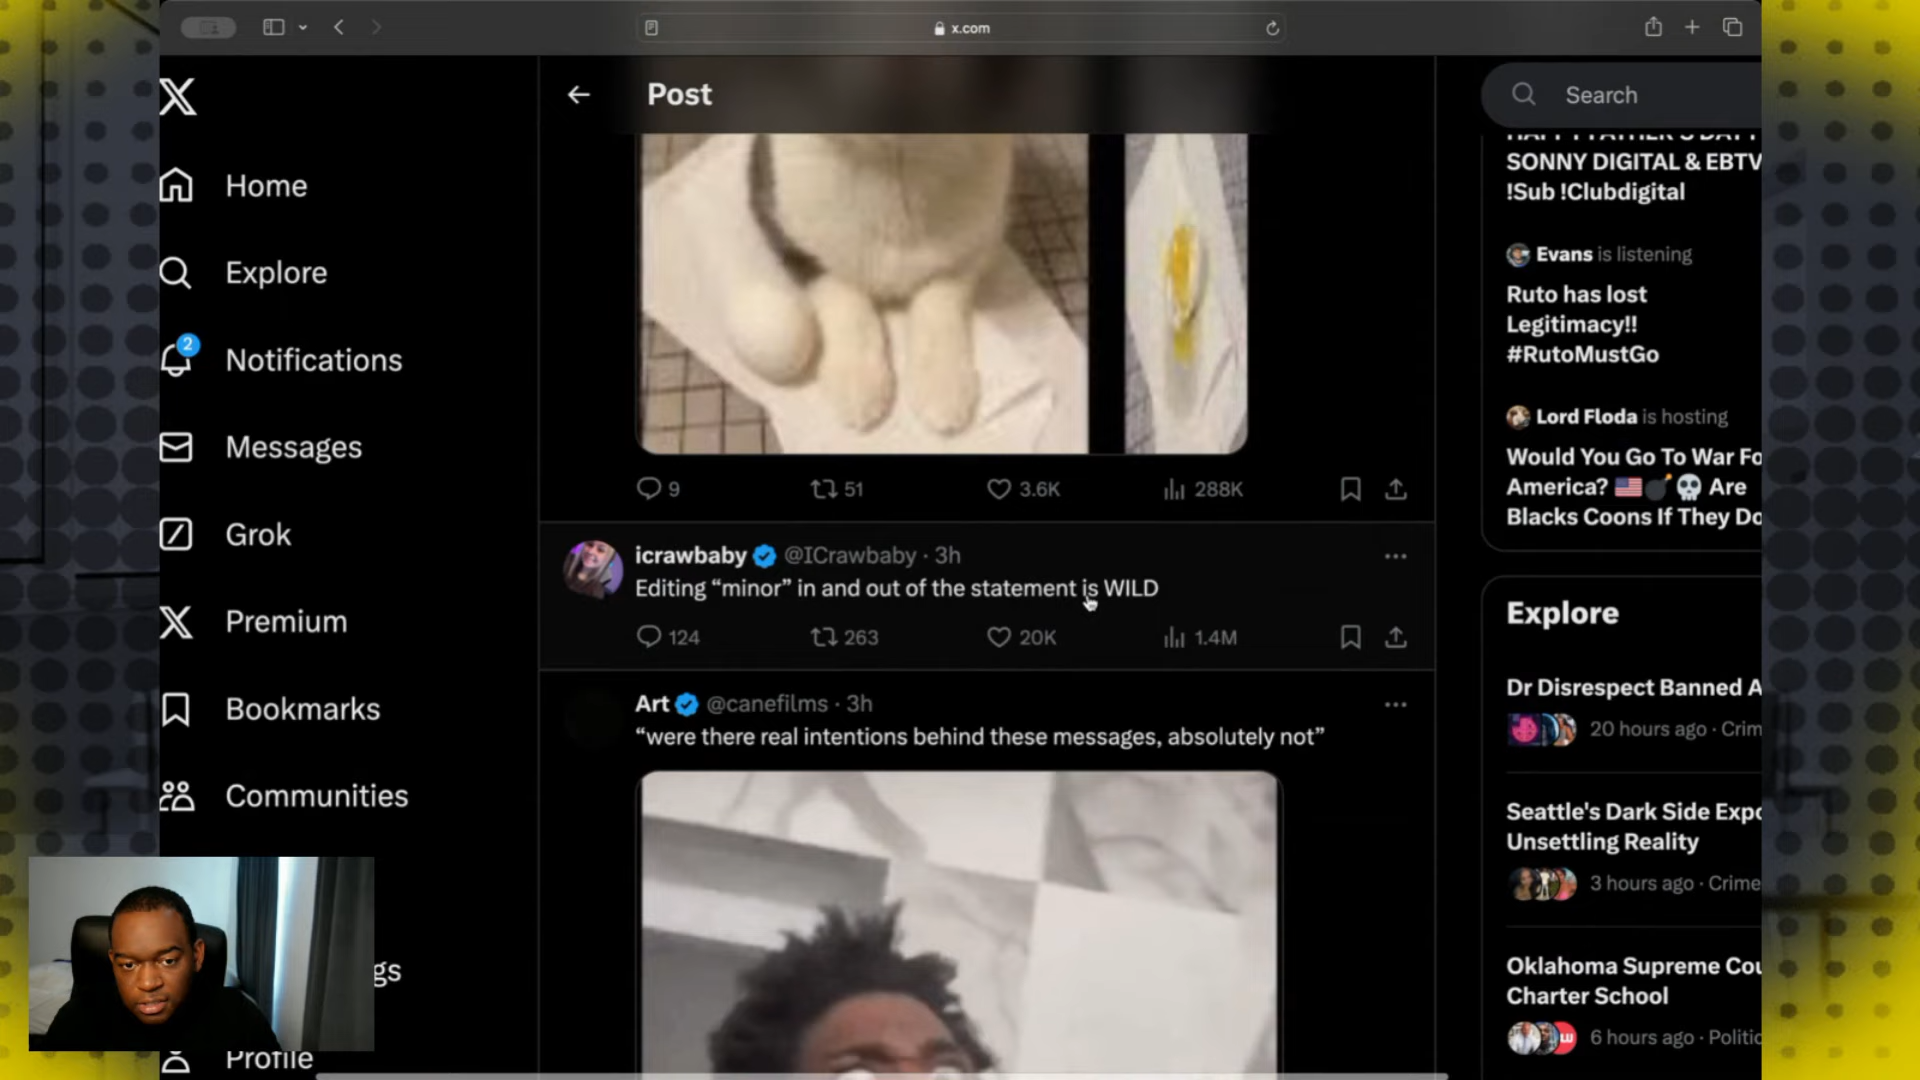 x.com
X
Home
Explore
2
Notifications
Messages
Grok
Premium
Bookmarks
Communities
gs
Profile
Post
9
51
3.6K
288K
icrawbaby @ICrawbaby · 3h
Editing “minor” in and out of the statement is WILD
124
263
20K
1.4M
Art @canefilms · 3h
“were there real intentions behind these messages, absolutely not”
Search
HAPPY FATHER'S DAY
SONNY DIGITAL & EBTV
!Sub !Clubdigital
Evans is listening
Ruto has lost
Legitimacy!!
#RutoMustGo
Lord Floda is hosting
Would You Go To War Fo
America? 🇺🇸💣💀 Are
Blacks Coons If They Do
Explore
Dr Disrespect Banned A
20 hours ago · Crim
Seattle's Dark Side Expo
Unsettling Reality
3 hours ago · Crime
Oklahoma Supreme Cou
Charter School
6 hours ago · Politic